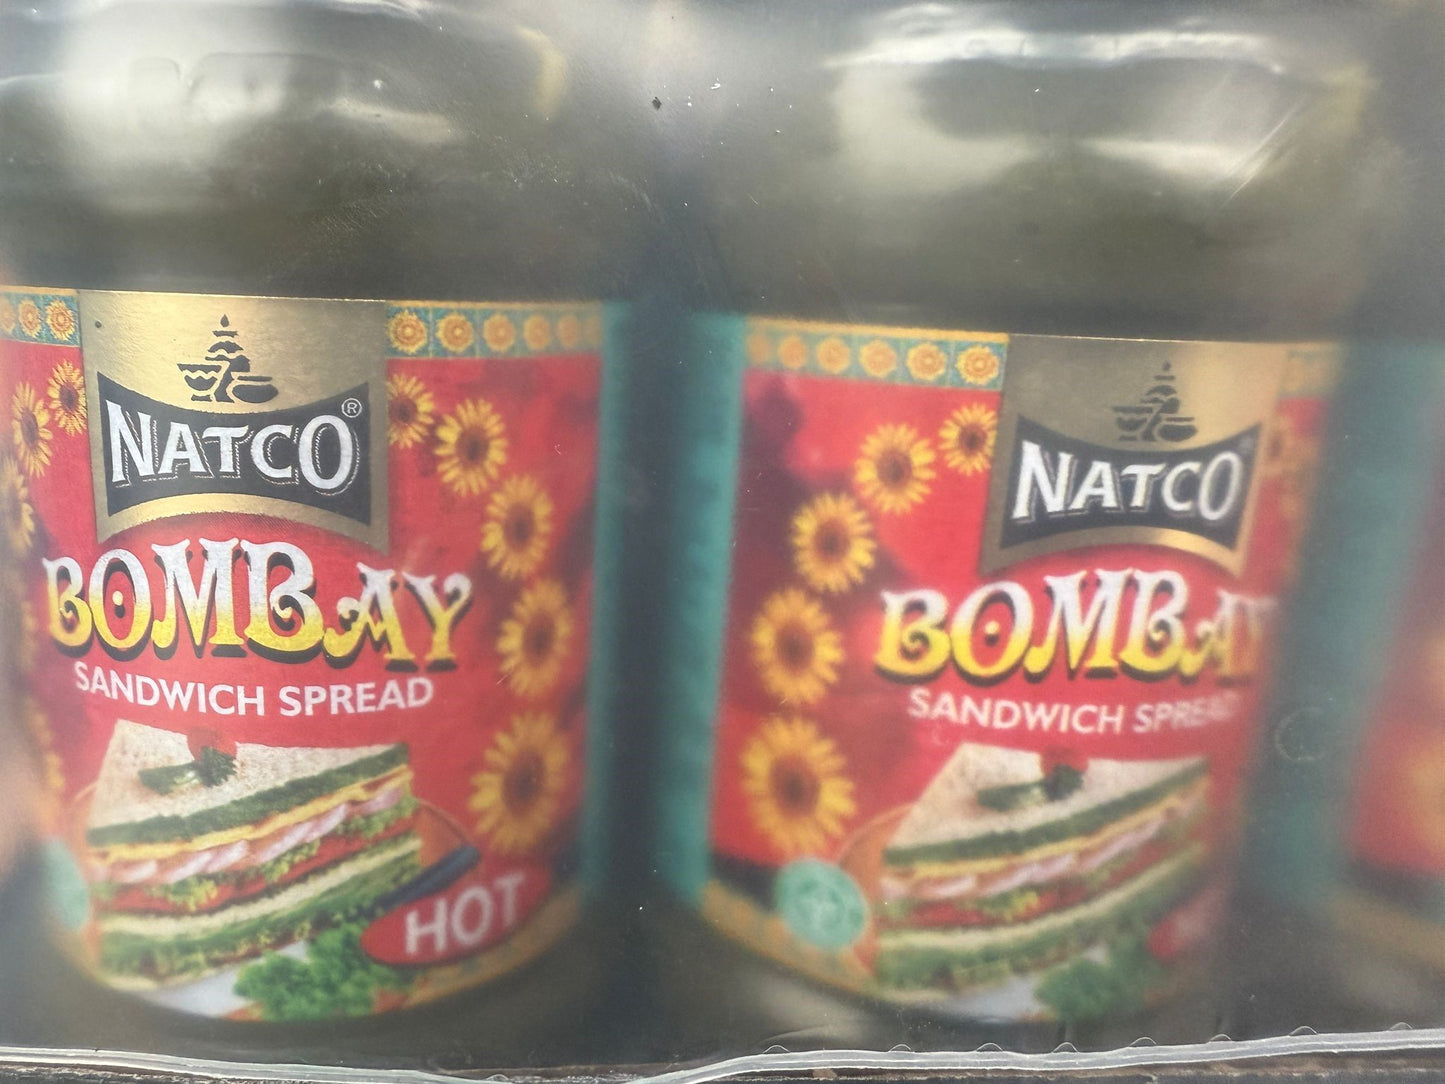 NATCO®
BOMBAY
SANDWICH SPREAD
HOT
NATCO
BOMBAY
SANDWICH SPREAD